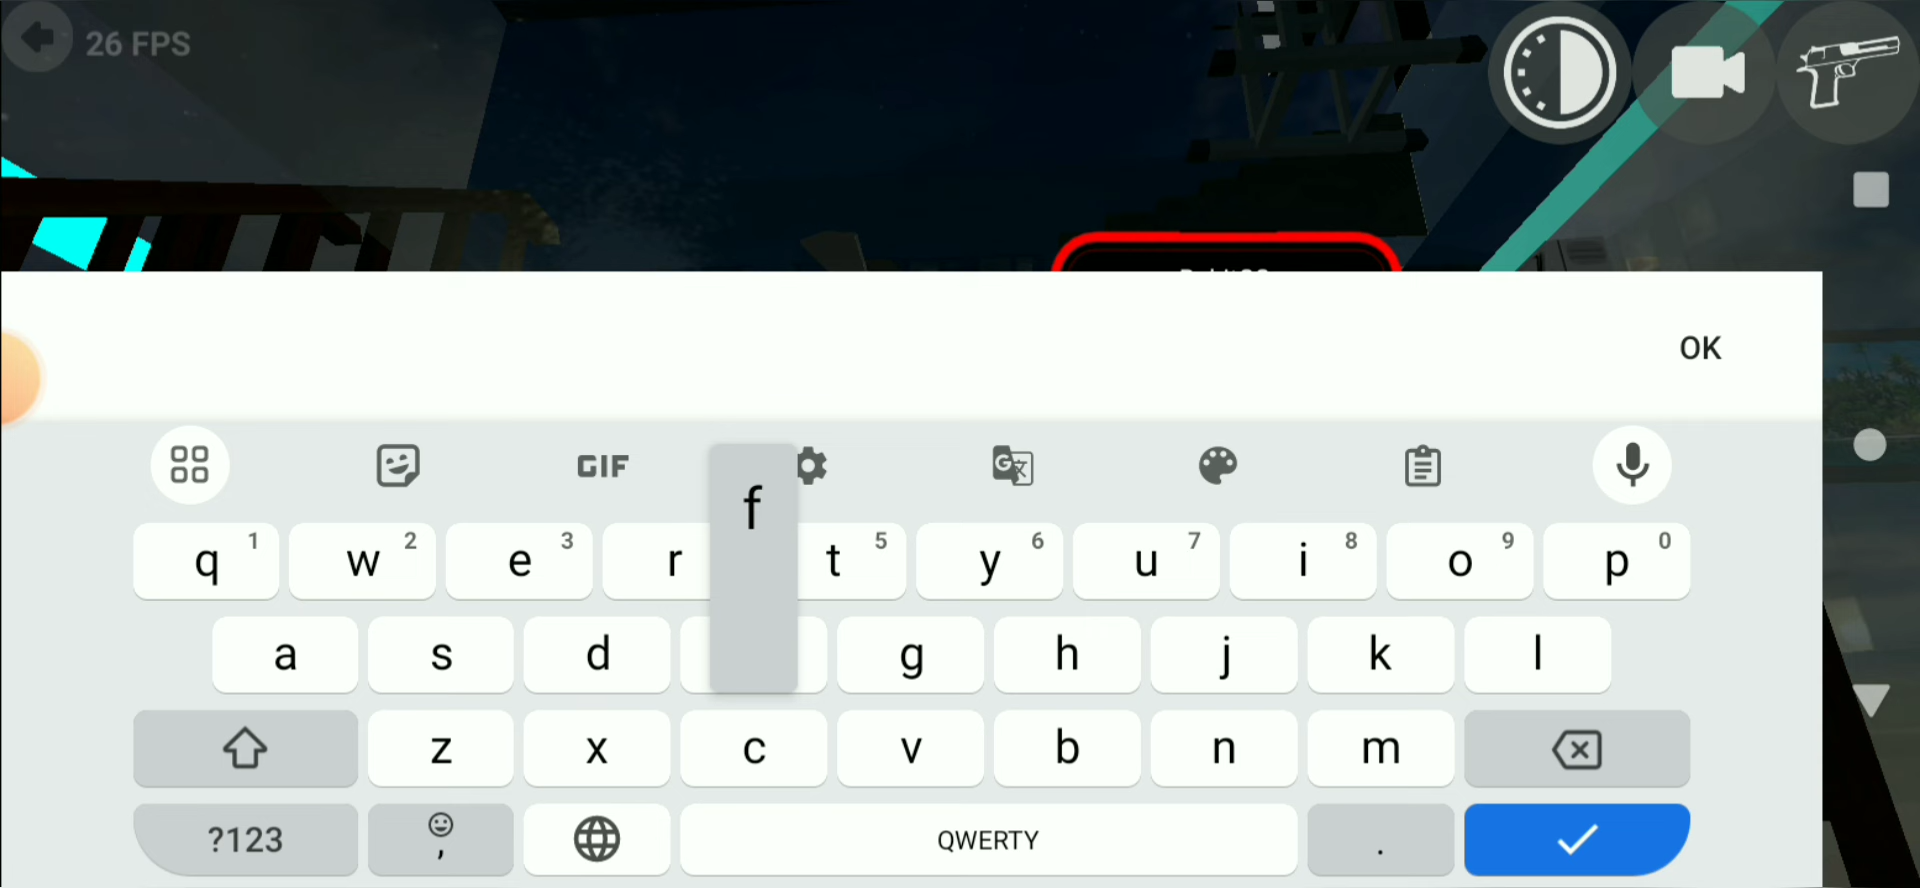 26 FPS
OK
GIF
f
q 1 w 2 e 3 r t 5 y 6 u 7 i 8 o 9 p 0
a s d g h j k l
z x c v b n m
?123 , QWERTY .